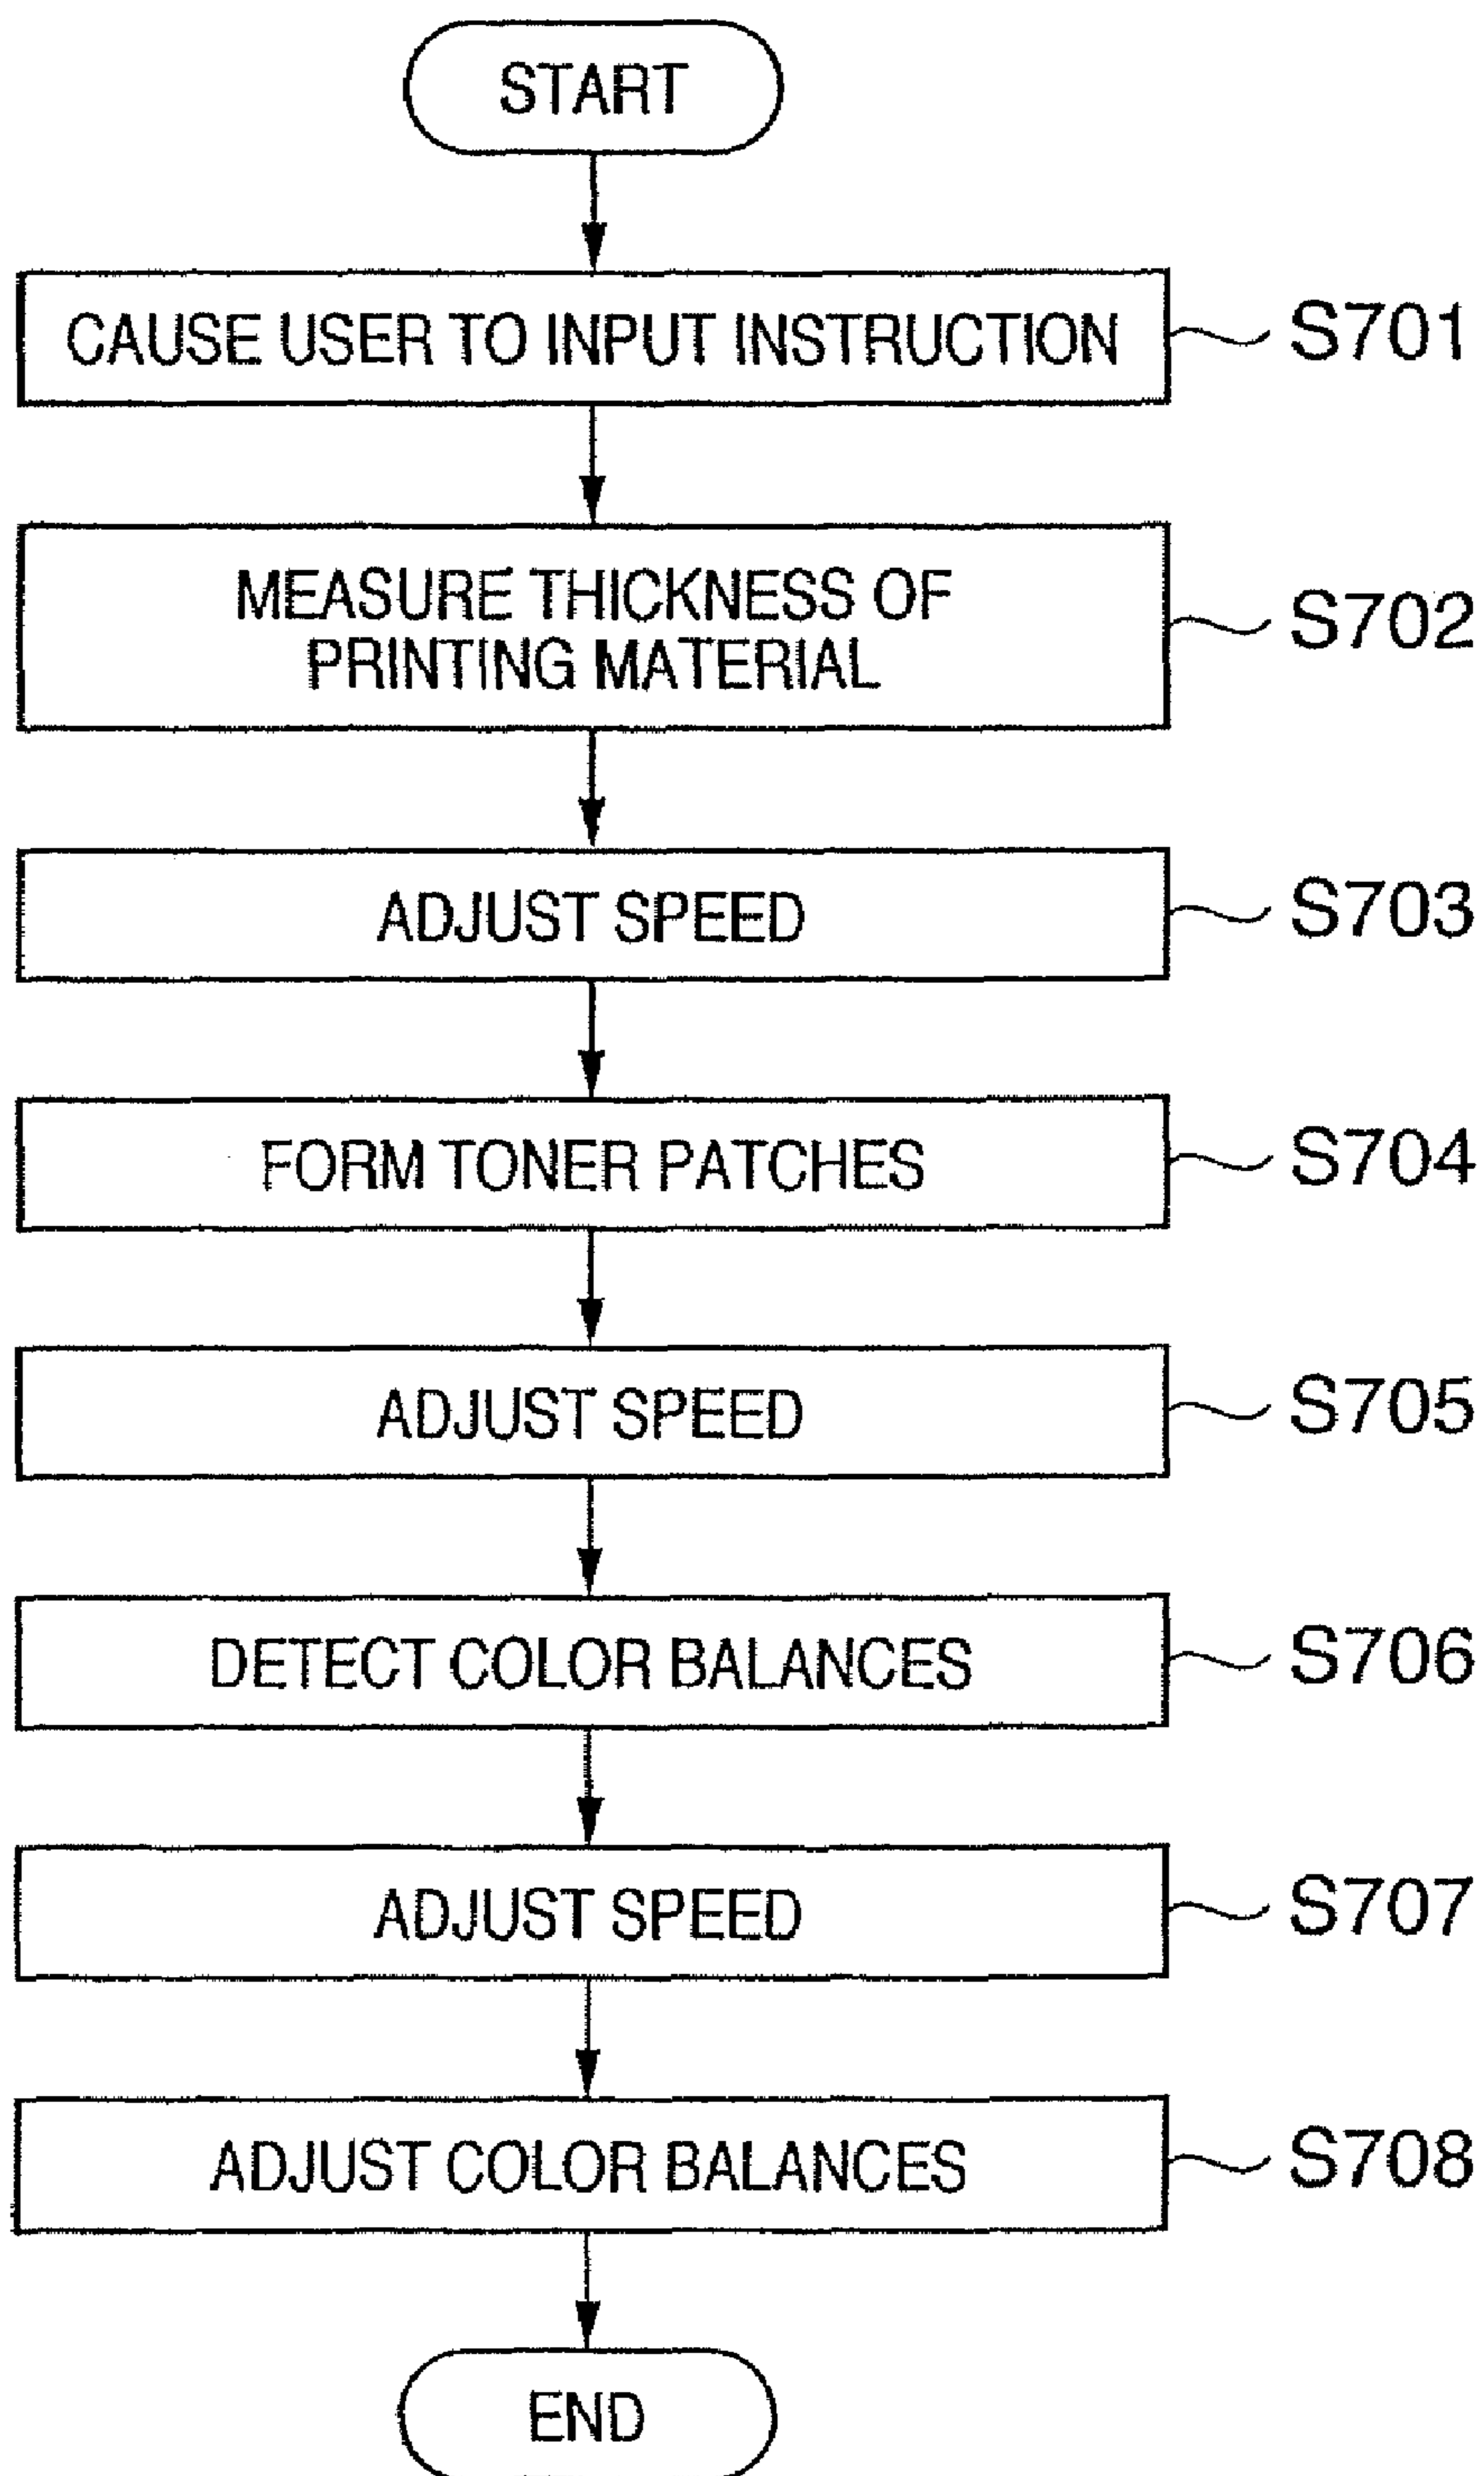 START
CAUSE USER TO INPUT INSTRUCTION S701
MEASURE THICKNESS OF
PRINTING MATERIAL S702
ADJUST SPEED S703
FORM TONER PATCHES S704
ADJUST SPEED S705
DETECT COLOR BALANCES S706
ADJUST SPEED S707
ADJUST COLOR BALANCES S708
END